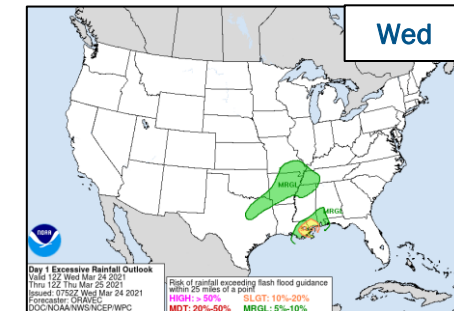 Wed
MRGL
MRGL
NOAA
Day 1 Excessive Rainfall Outlook
Valid 12Z Wed Mar 24 2021
Thru 12Z Thu Mar 25 2021
Issued: 0752Z Wed Mar 24 2021
Forecaster: ORAVEC
DOC/NOAA/NWS/NCEP/WPC
Risk of rainfall exceeding flash flood guidance
within 25 miles of a point
HIGH: > 50% SLGT: 10%-20%
MDT: 20%-50% MRGL: 5%-10%